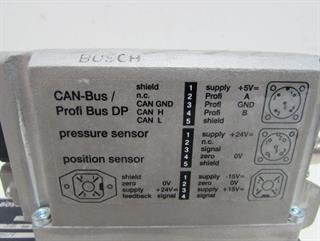 BUSCH
shield 1 supply +5V=
CAN-Bus / n.c. 2 Profi A
Profi Bus DP CAN GND 3 Profi GND
CAN H 4 Profi B
CAN L 5 shield
pressure sensor 1 supply +24V=
2 n.c.
3 signal
position sensor 4 zero 0V
5
shield 1 supply -15V=
zero 0V 2 zero 0V
supply +24V= 3 supply +15V=
feedback signal 4 signal